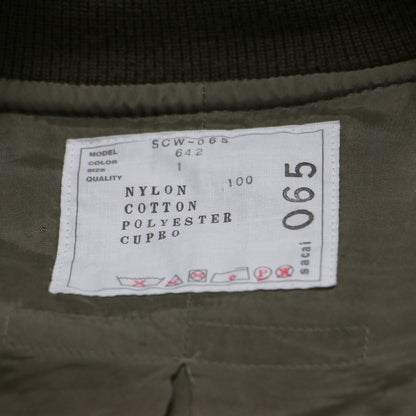 MODEL SCW-065
COLOR 642
SIZE 1
QUALITY
NYLON 100
COTTON
POLYESTER
CUPRO
065
sacai